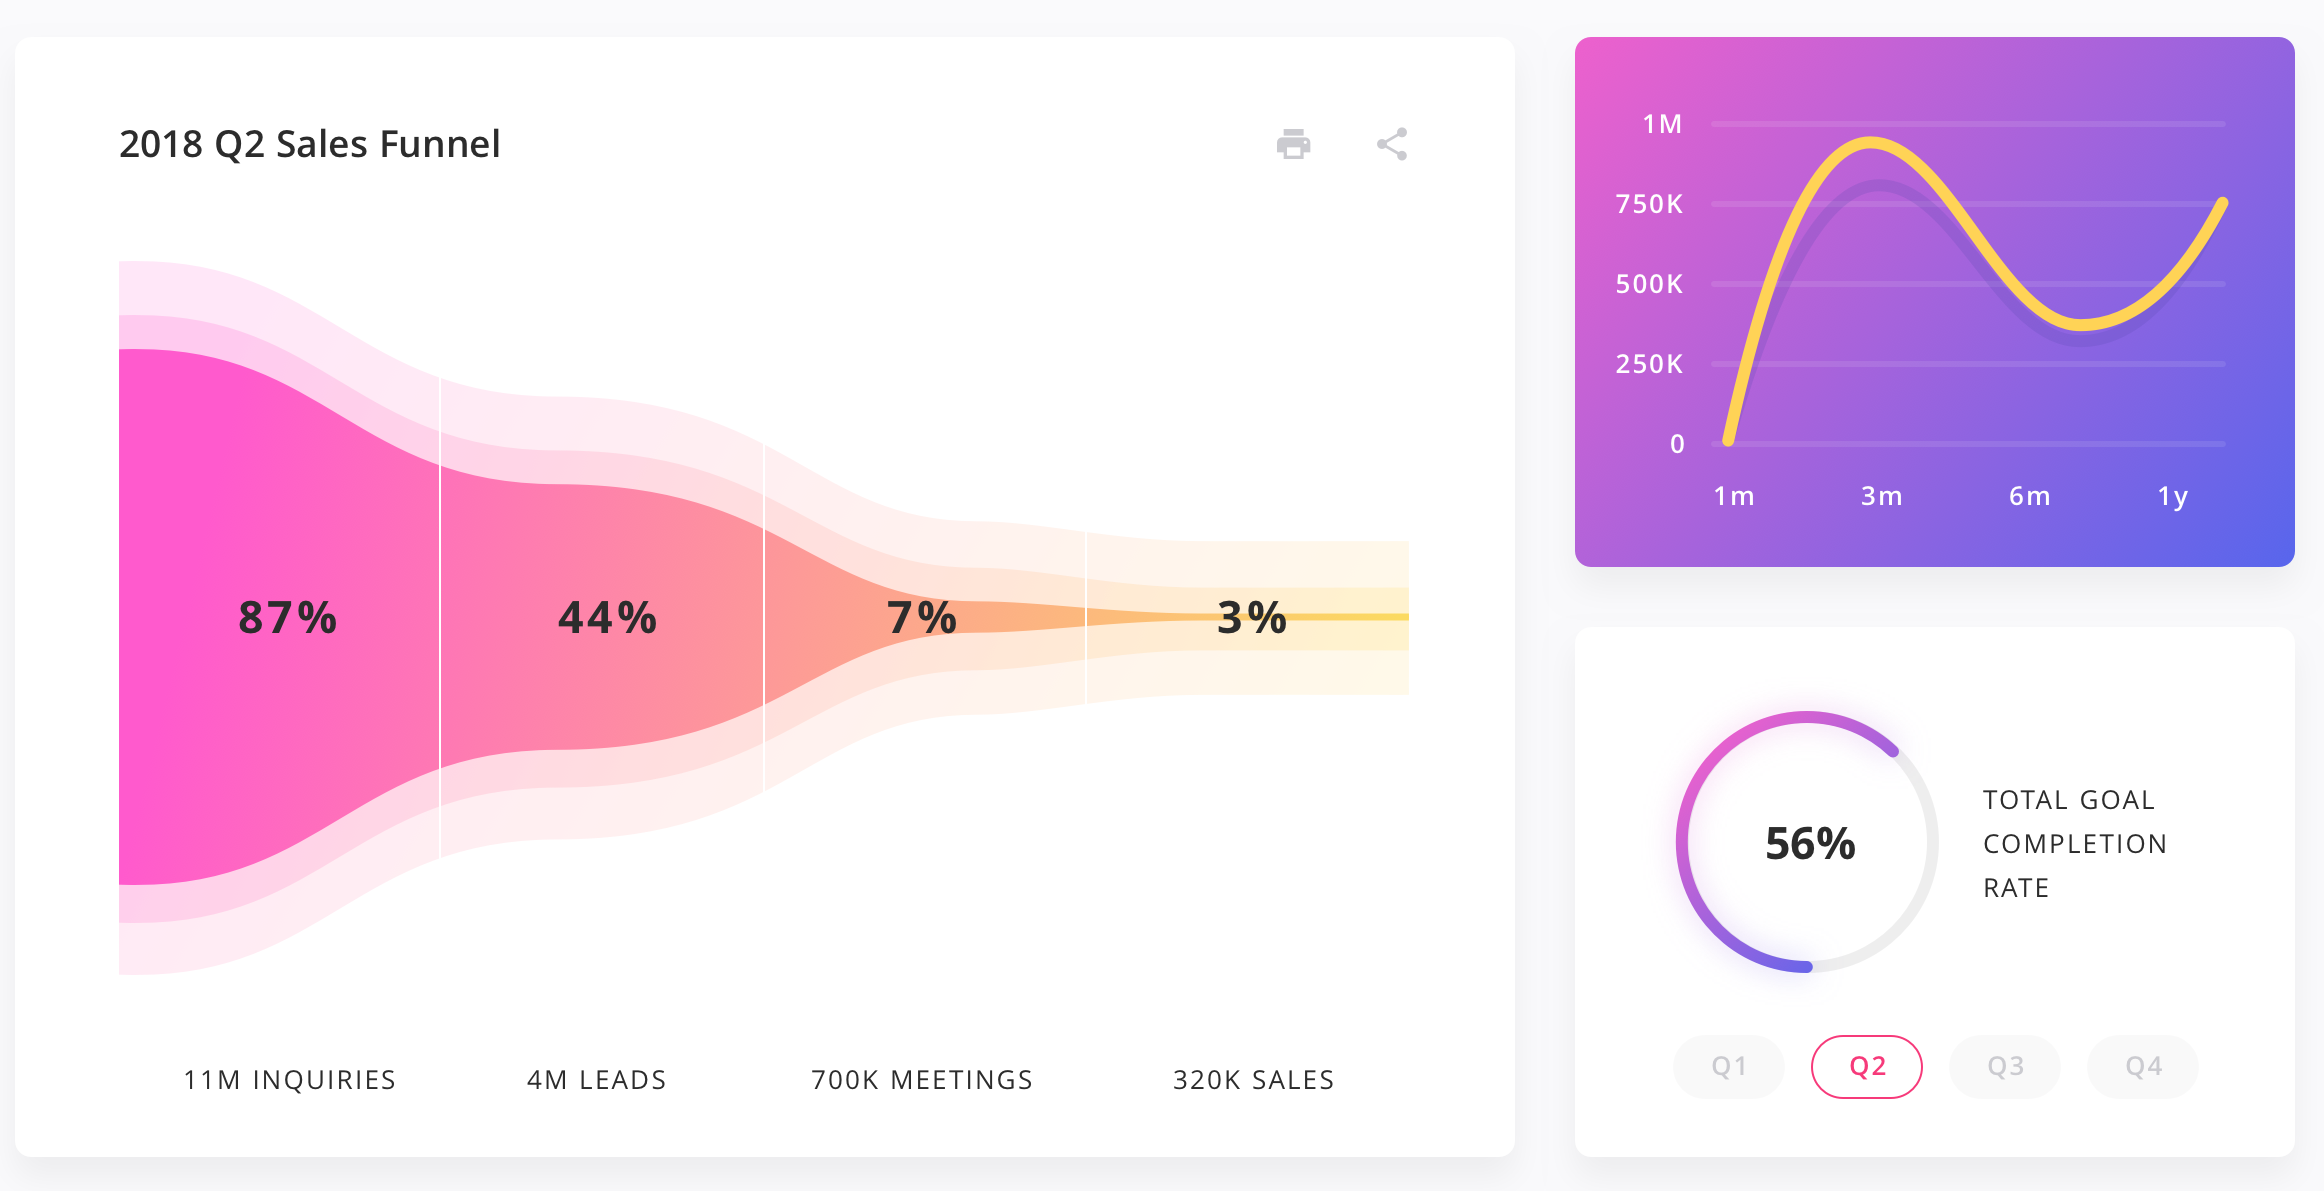 2018 Q2 Sales Funnel
87%
44%
7%
3%
11M INQUIRIES
4M LEADS
700K MEETINGS
320K SALES
1M
750K
500K
250K
0
1m
3m
6m
1y
56%
TOTAL GOAL
COMPLETION
RATE
Q1
Q2
Q3
Q4